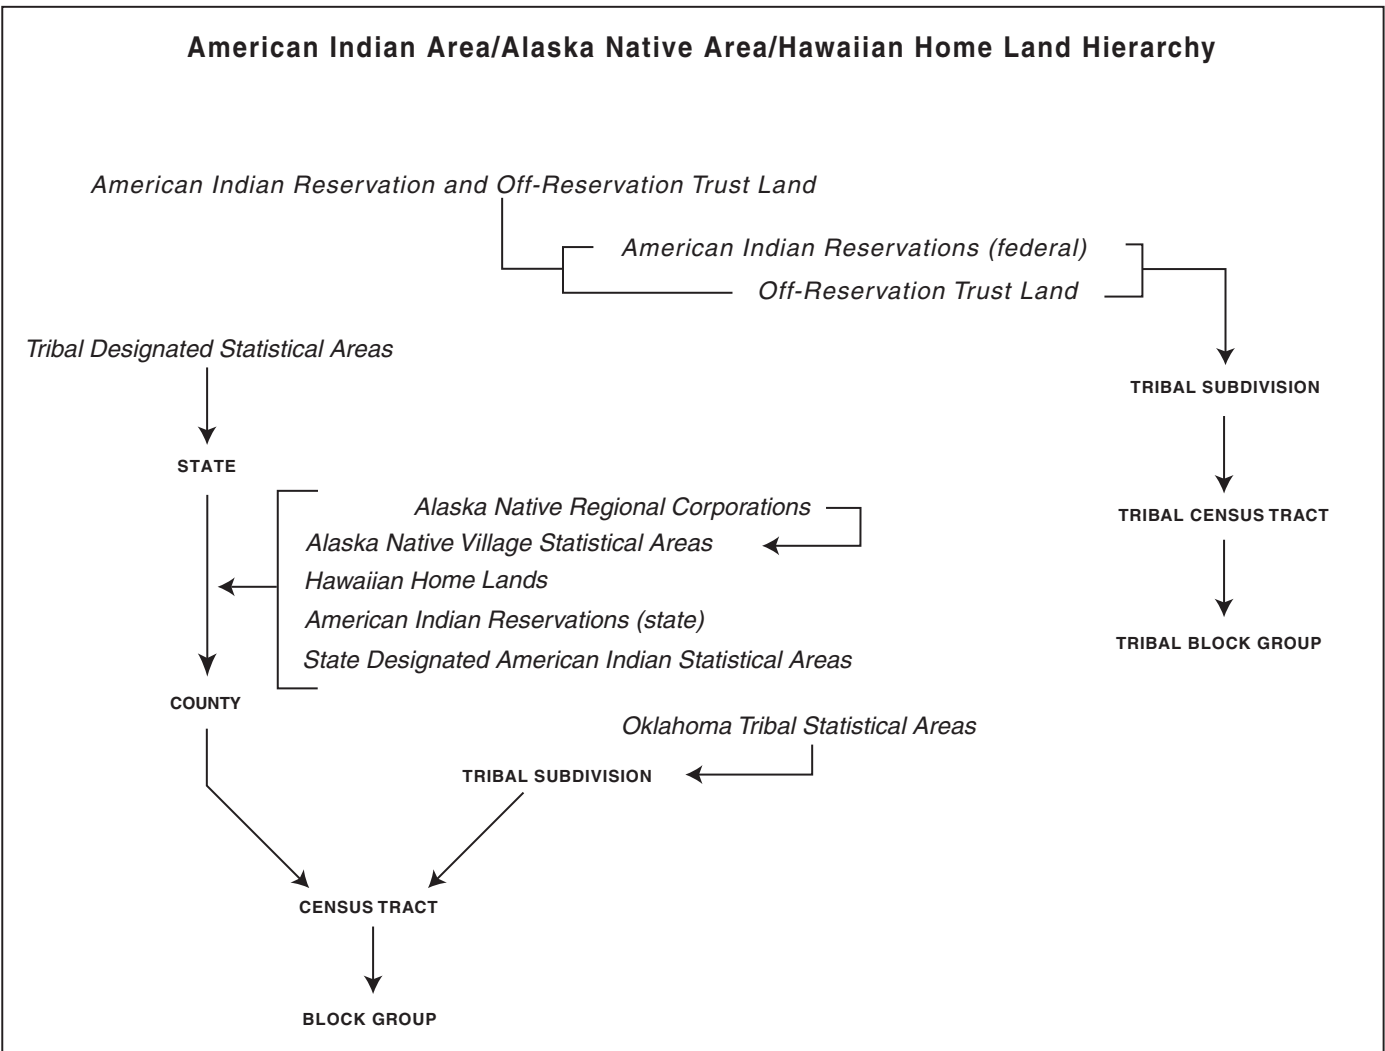 American Indian Area/Alaska Native Area/Hawaiian Home Land Hierarchy
American Indian Reservation and Off-Reservation Trust Land
American Indian Reservations (federal)
Off-Reservation Trust Land
Tribal Designated Statistical Areas
TRIBAL SUBDIVISION
STATE
Alaska Native Regional Corporations
TRIBAL CENSUS TRACT
Alaska Native Village Statistical Areas
Hawaiian Home Lands
American Indian Reservations (state)
TRIBAL BLOCK GROUP
State Designated American Indian Statistical Areas
COUNTY
Oklahoma Tribal Statistical Areas
TRIBAL SUBDIVISION
CENSUS TRACT
BLOCK GROUP